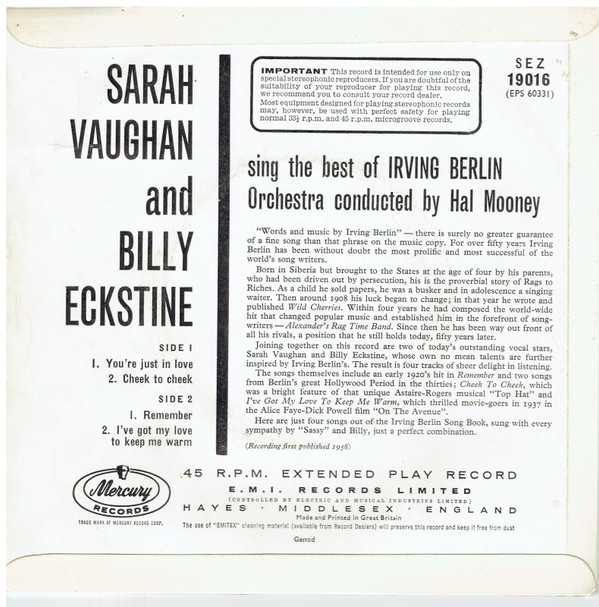 SARAH
VAUGHAN
and
BILLY
ECKSTINE
SIDE 1
1. You're just in love
2. Cheek to cheek
SIDE 2
1. Remember
2. I've got my love
to keep me warm
IMPORTANT This record is intended for use only on
special stereophonic reproducers. If you are doubtful of the
suitability of your reproducer for playing this record,
we recommend you to consult your record dealer.
Most equipment designed for playing stereophonic records
may, however, be used with perfect safety for playing
normal 33⅓ r.p.m. and 45 r.p.m. microgroove records.
SEZ
19016
(EPS 60331)
sing the best of IRVING BERLIN
Orchestra conducted by Hal Mooney
"Words and music by Irving Berlin" — there is surely no greater guarantee
of a fine song than that phrase on the music copy. For over fifty years Irving
Berlin has been without doubt the most prolific and most successful of the
world's song writers.
Born in Siberia but brought to the States at the age of four by his parents,
who had been driven out by persecution, his is the proverbial story of Rags to
Riches. As a child he sold papers, he was a busker and in adolescence a singing
waiter. Then around 1908 his luck began to change; in that year he wrote and
published Wild Cherries. Within four years he had composed the world-wide
hit that changed popular music and established him in the forefront of song-
writers — Alexander's Rag Time Band. Since then he has been way out front of
all his rivals, a position that he still holds today, fifty years later.
Joining together on this record are two of today's outstanding vocal stars,
Sarah Vaughan and Billy Eckstine, whose own no mean talents are further
inspired by Irving Berlin's. The result is four tracks of sheer delight in listening.
The songs themselves include an early 1920's hit in Remember and two songs
from Berlin's great Hollywood Period in the thirties; Cheek To Cheek, which
was a bright feature of that unique Astaire-Rogers musical "Top Hat" and
I've Got My Love To Keep Me Warm, which thrilled movie-goers in 1937 in
the Alice Faye-Dick Powell film "On The Avenue".
Here are just four songs out of the Irving Berlin Song Book, sung with every
sympathy by "Sassy" and Billy, just a perfect combination.
(Recording first published 1958)
Mercury
RECORDS
TRADE MARK OF MERCURY RECORD CORP.
45 R.P.M. EXTENDED PLAY RECORD
E.M.I. RECORDS LIMITED
(CONTROLLED BY ELECTRIC AND MUSICAL INDUSTRIES LIMITED)
HAYES · MIDDLESEX · ENGLAND
Made and Printed in Great Britain
The use of "EMITEX" cleaning material (available from Record Dealers) will preserve this record and keep it free from dust
Garrod